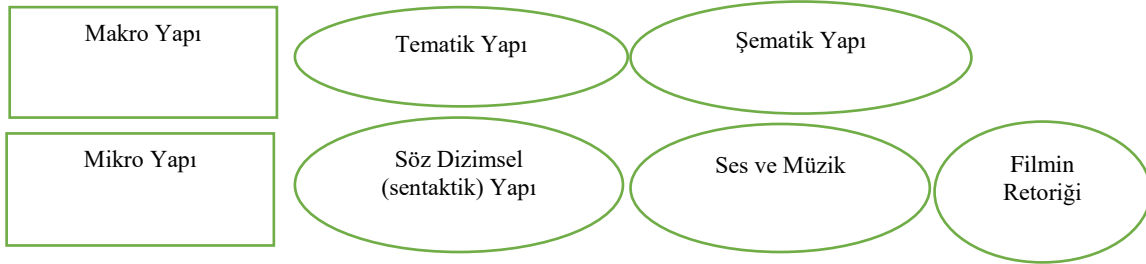 Makro Yapı
Tematik Yapı
Şematik Yapı
Mikro Yapı
Söz Dizimsel
(sentaktik) Yapı
Ses ve Müzik
Filmin
Retoriği